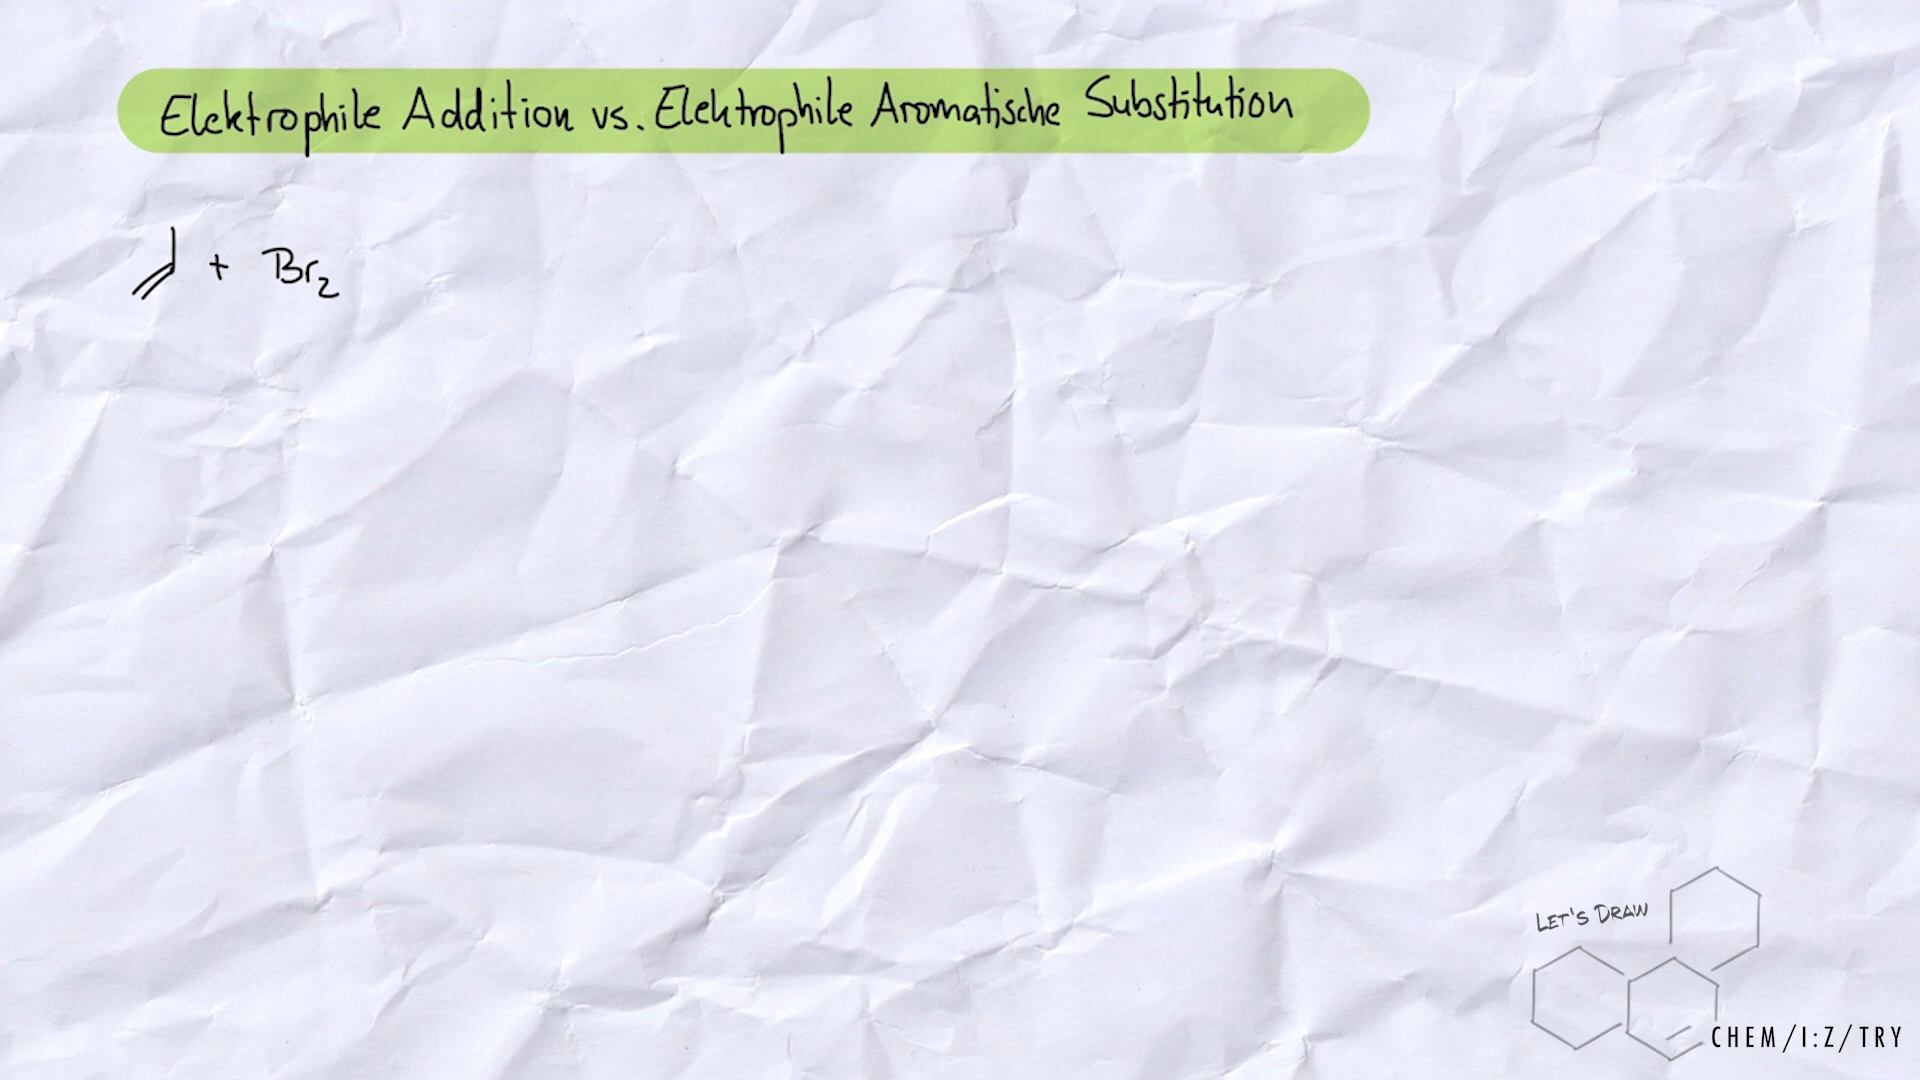 Elektrophile Addition vs. Elektrophile Aromatische Substitution
+ Br₂
LET'S DRAW
CHEM/I:Z/TRY